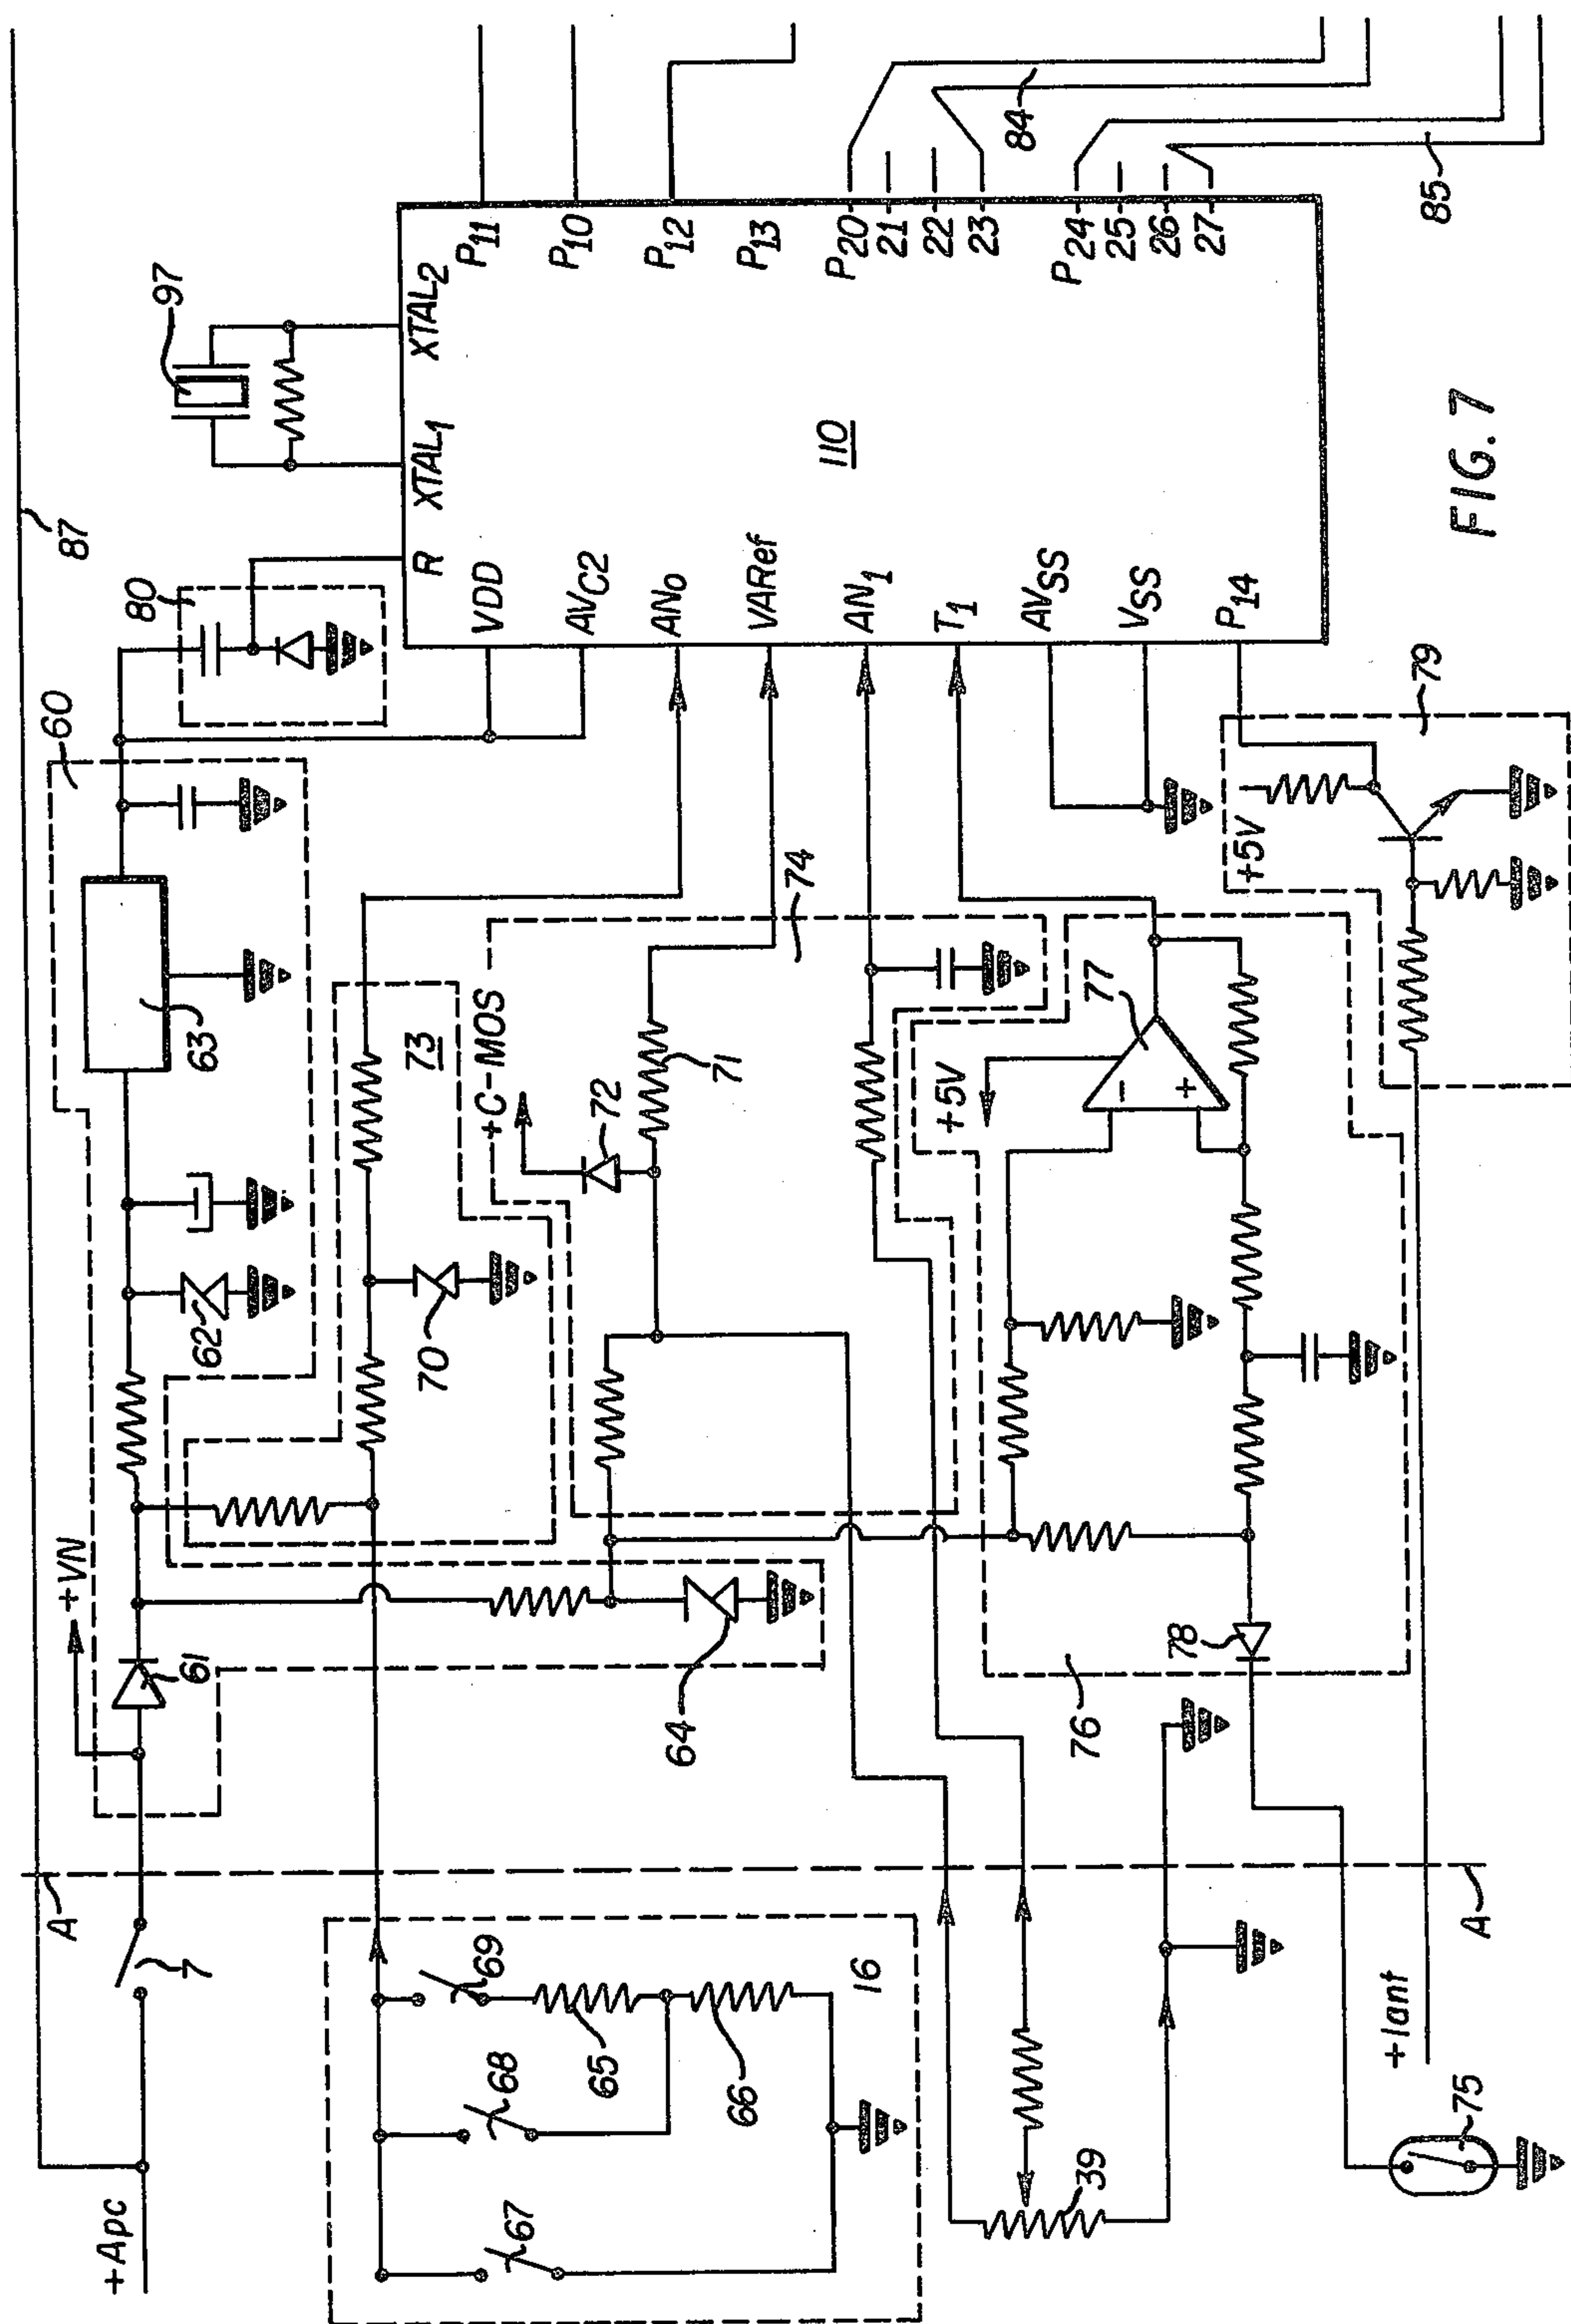 +Apc
7
A
+VN
61
62
63
60
80
87
97
R
XTAL1
XTAL2
VDD
AVC2
AN0
VARef
AN1
T1
AVSS
VSS
P14
P11
P10
P12
P13
P20
21
22
23
P24
25
26
27
110
84
85
67
68
69
65
66
16
64
70
73
+C-MOS
72
71
74
39
75
76
78
+5V
77
+5V
79
+Iant
A
FIG. 7